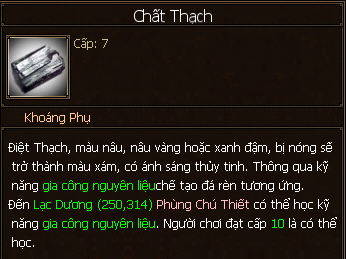 Chất Thạch
Cấp: 7
Khoáng Phụ
Điệt Thạch, màu nâu, nâu vàng hoặc xanh đậm, bị nóng sẽ
trở thành màu xám, có ánh sáng thủy tinh. Thông qua kỹ
năng gia công nguyên liệuchế tạo đá rèn tương ứng.
Đến Lạc Dương (250,314) Phùng Chú Thiết có thể học kỹ
năng gia công nguyên liệu. Người chơi đạt cấp 10 là có thể
học.